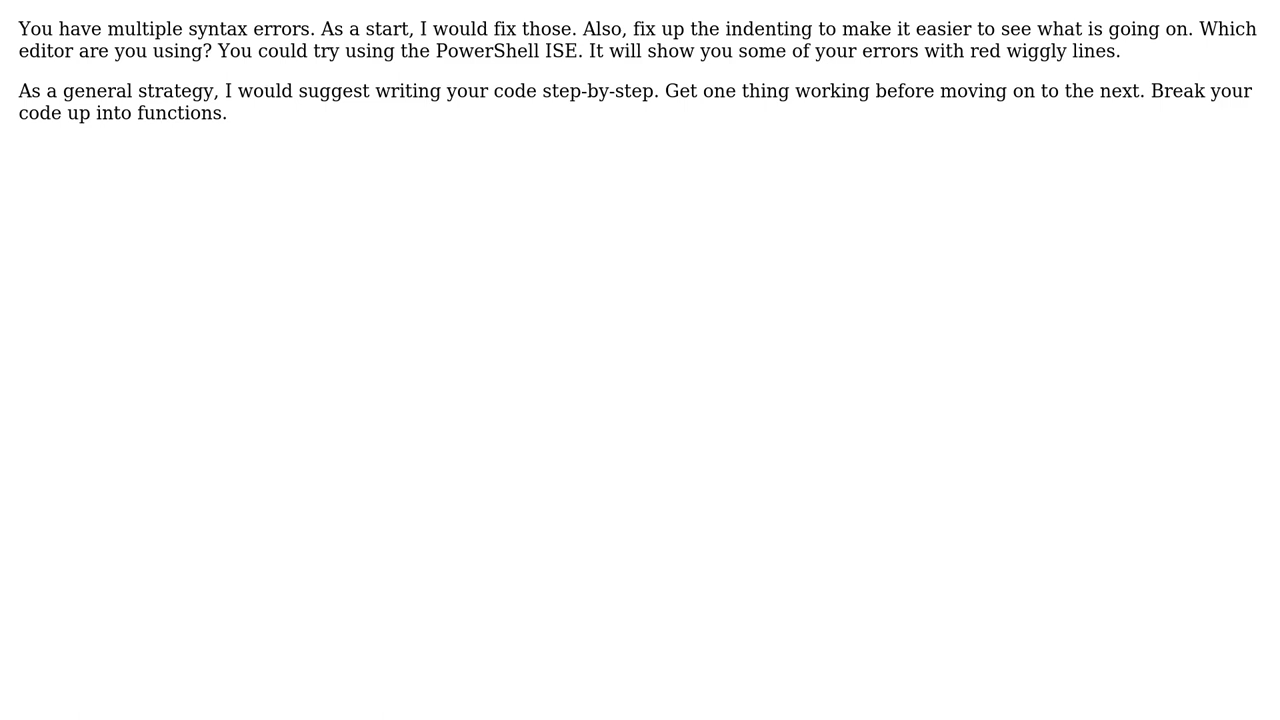 You have multiple syntax errors. As a start, I would fix those. Also, fix up the indenting to make it easier to see what is going on. Which
editor are you using? You could try using the PowerShell ISE. It will show you some of your errors with red wiggly lines.
As a general strategy, I would suggest writing your code step-by-step. Get one thing working before moving on to the next. Break your
code up into functions.